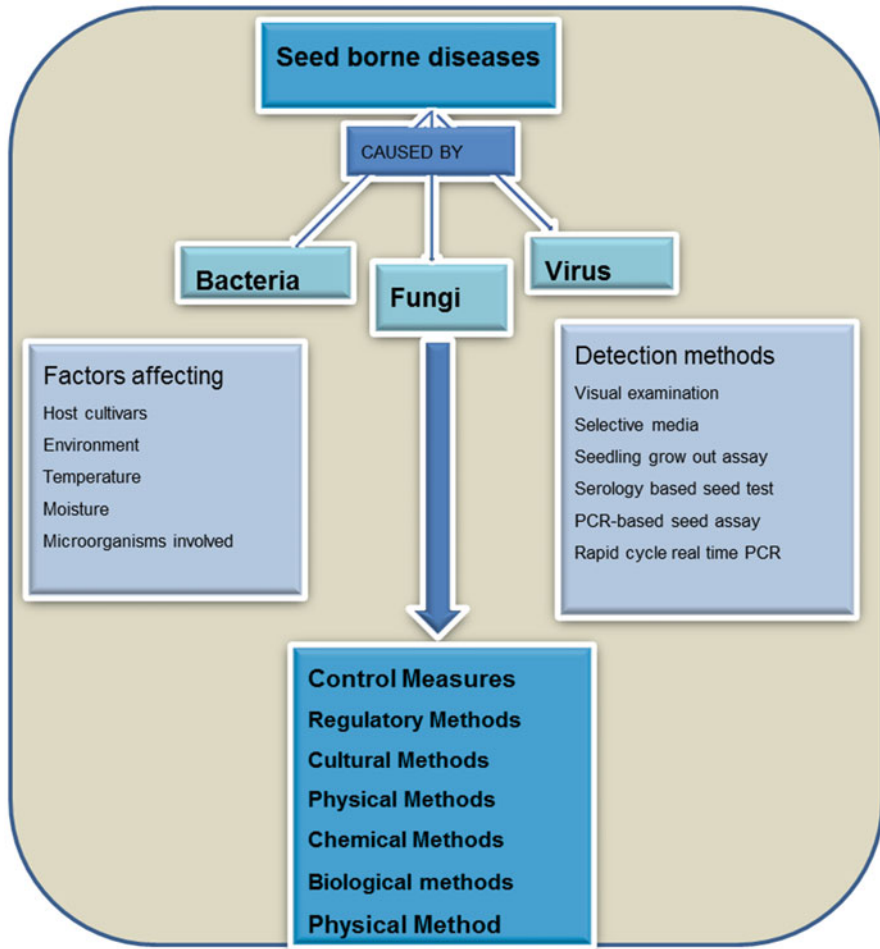 Seed borne diseases
CAUSED BY
Bacteria
Fungi
Virus
Factors affecting
Host cultivars
Environment
Temperature
Moisture
Microorganisms involved
Detection methods
Visual examination
Selective media
Seedling grow out assay
Serology based seed test
PCR-based seed assay
Rapid cycle real time PCR
Control Measures
Regulatory Methods
Cultural Methods
Physical Methods
Chemical Methods
Biological methods
Physical Method